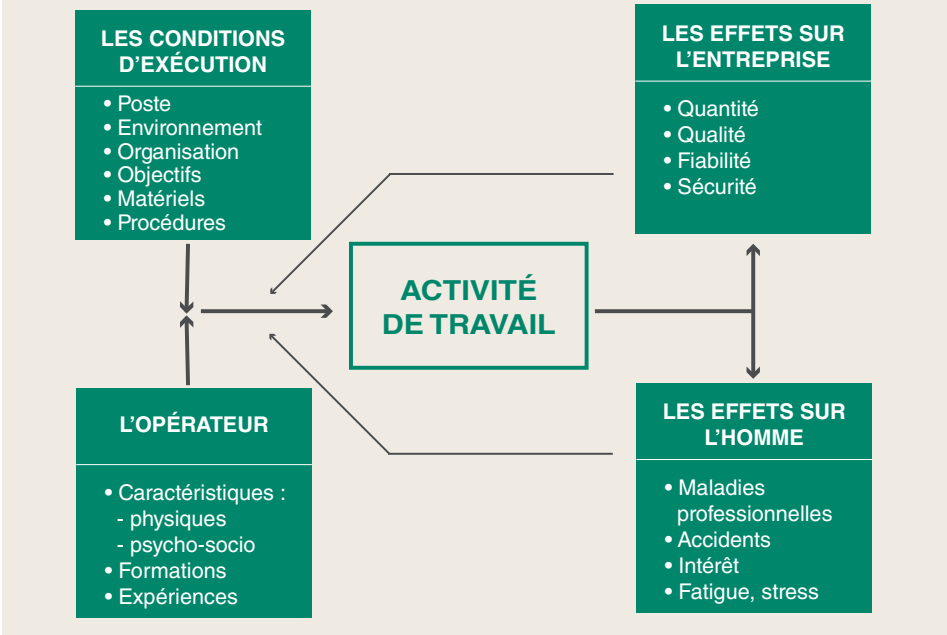 LES CONDITIONS
D'EXÉCUTION
• Poste
• Environnement
• Organisation
• Objectifs
• Matériels
• Procédures
LES EFFETS SUR
L'ENTREPRISE
• Quantité
• Qualité
• Fiabilité
• Sécurité
ACTIVITÉ
DE TRAVAIL
L'OPÉRATEUR
• Caractéristiques :
- physiques
- psycho-socio
• Formations
• Expériences
LES EFFETS SUR
L'HOMME
• Maladies
professionnelles
• Accidents
• Intérêt
• Fatigue, stress